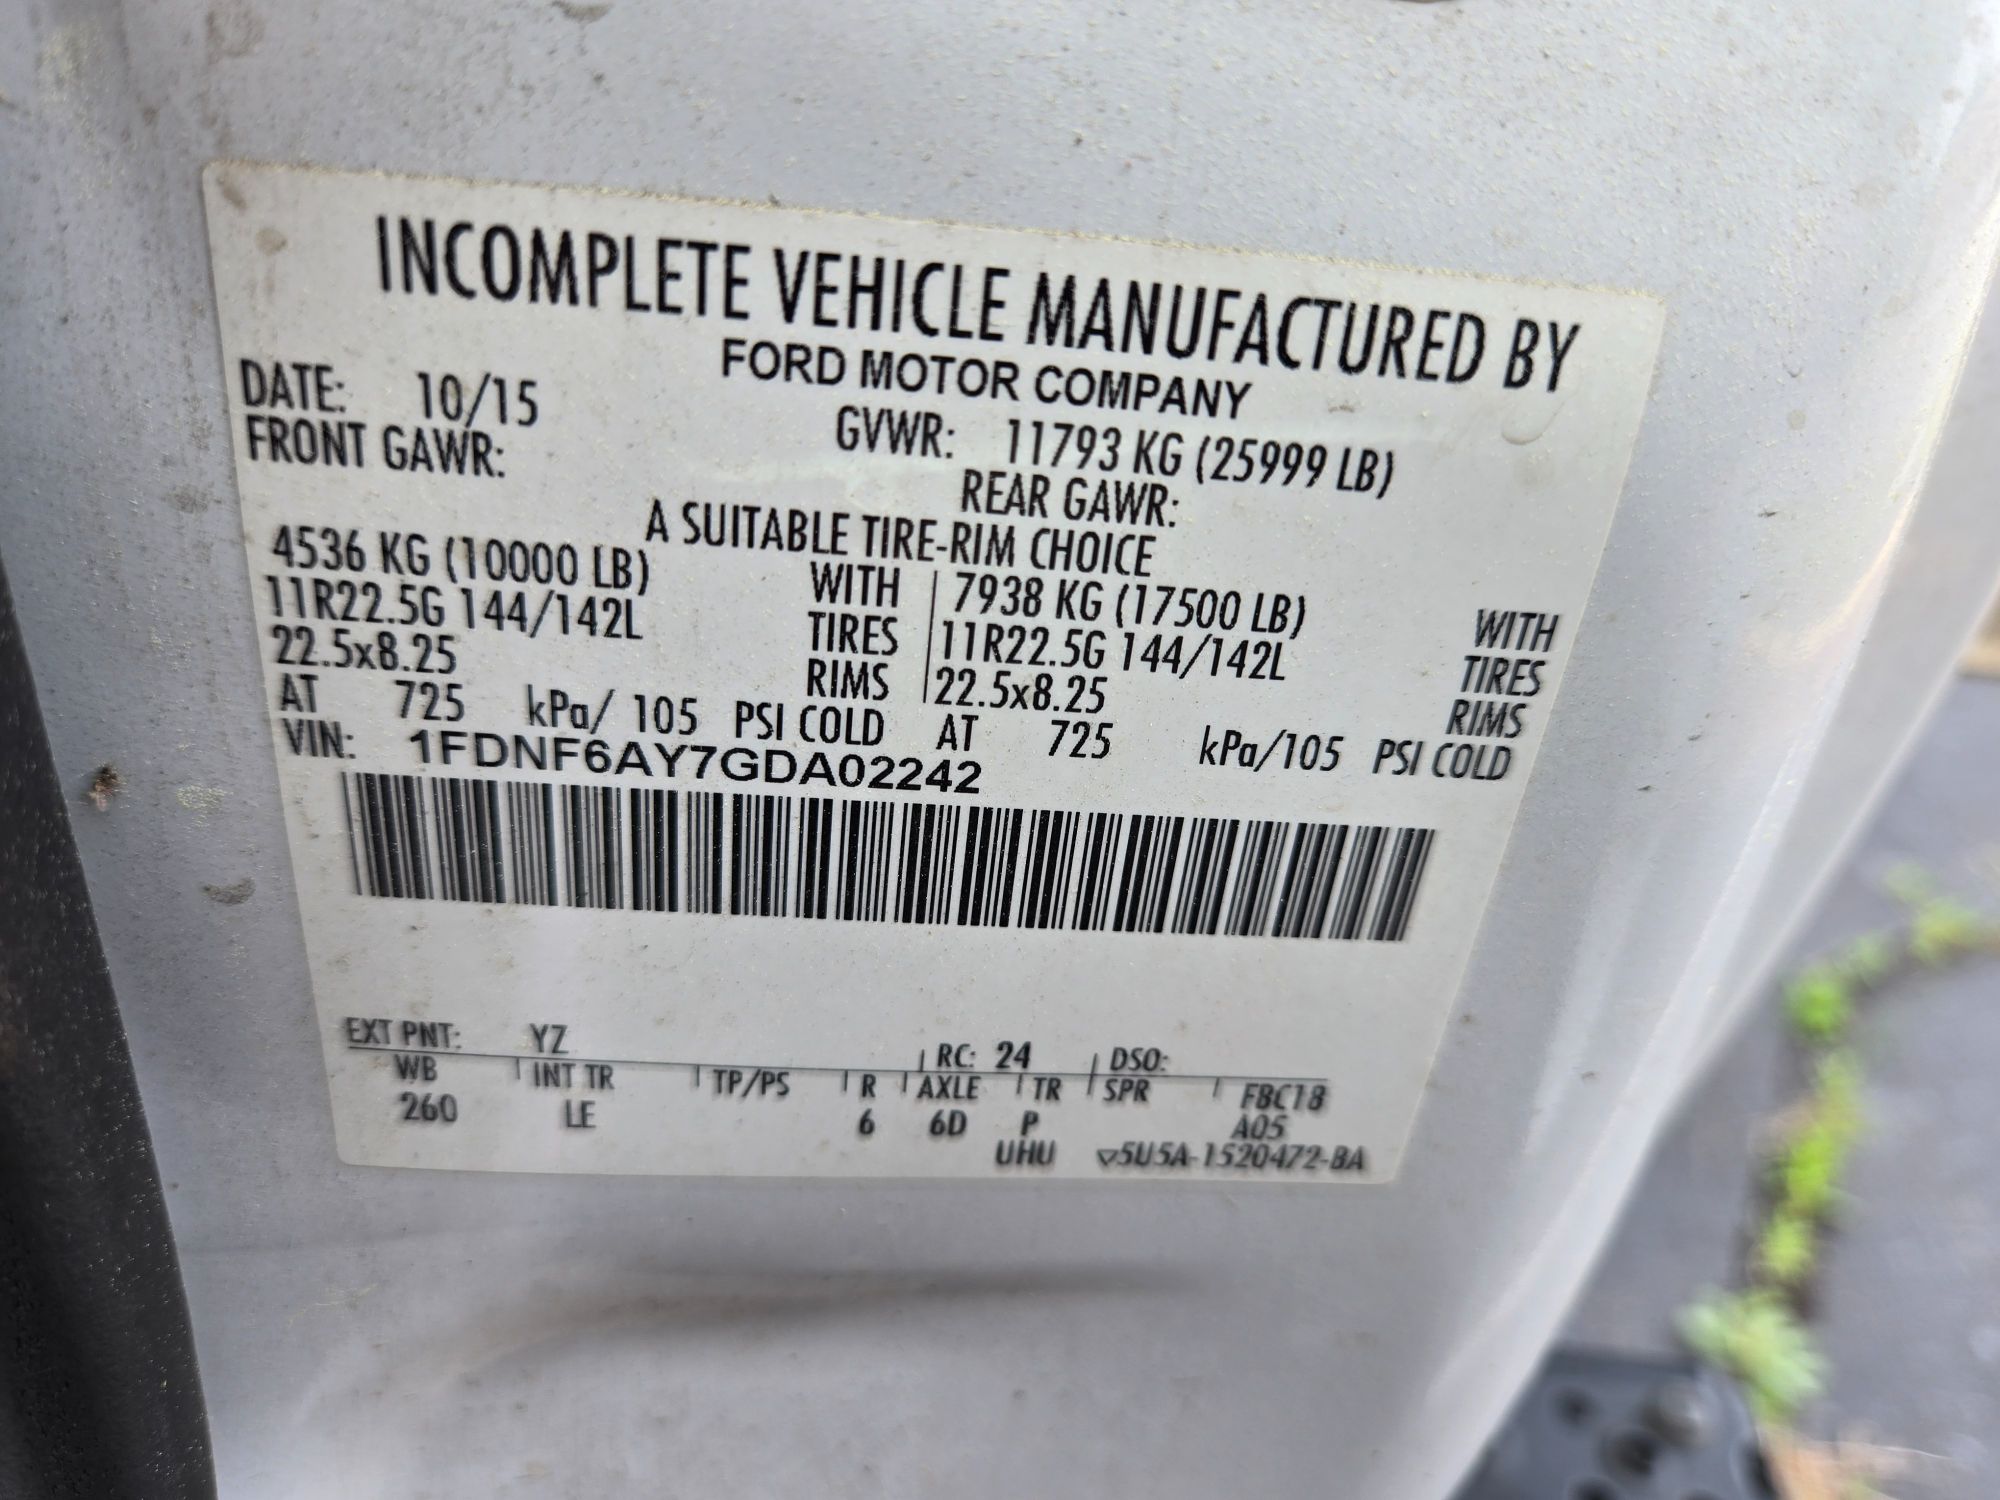 INCOMPLETE VEHICLE MANUFACTURED BY
FORD MOTOR COMPANY
DATE: 10/15 GVWR: 11793 KG (25999 LB)
FRONT GAWR: REAR GAWR:
A SUITABLE TIRE-RIM CHOICE
4536 KG (10000 LB) WITH 7938 KG (17500 LB) WITH
11R22.5G 144/142L TIRES 11R22.5G 144/142L TIRES
22.5x8.25 RIMS 22.5x8.25 RIMS
AT 725 kPa/ 105 PSI COLD AT 725 kPa/105 PSI COLD
VIN: 1FDNF6AY7GDA02242
EXT PNT: YZ RC: 24 DSO:
WB INT TR TP/PS R AXLE TR SPR FBC18
260 LE 6 6D P A05
UHU ▽5U5A-1520472-BA